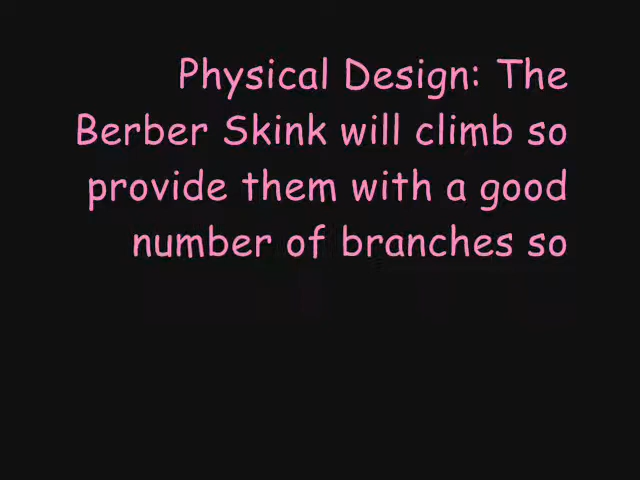 Physical Design: The
Berber Skink will climb so
provide them with a good
number of branches so